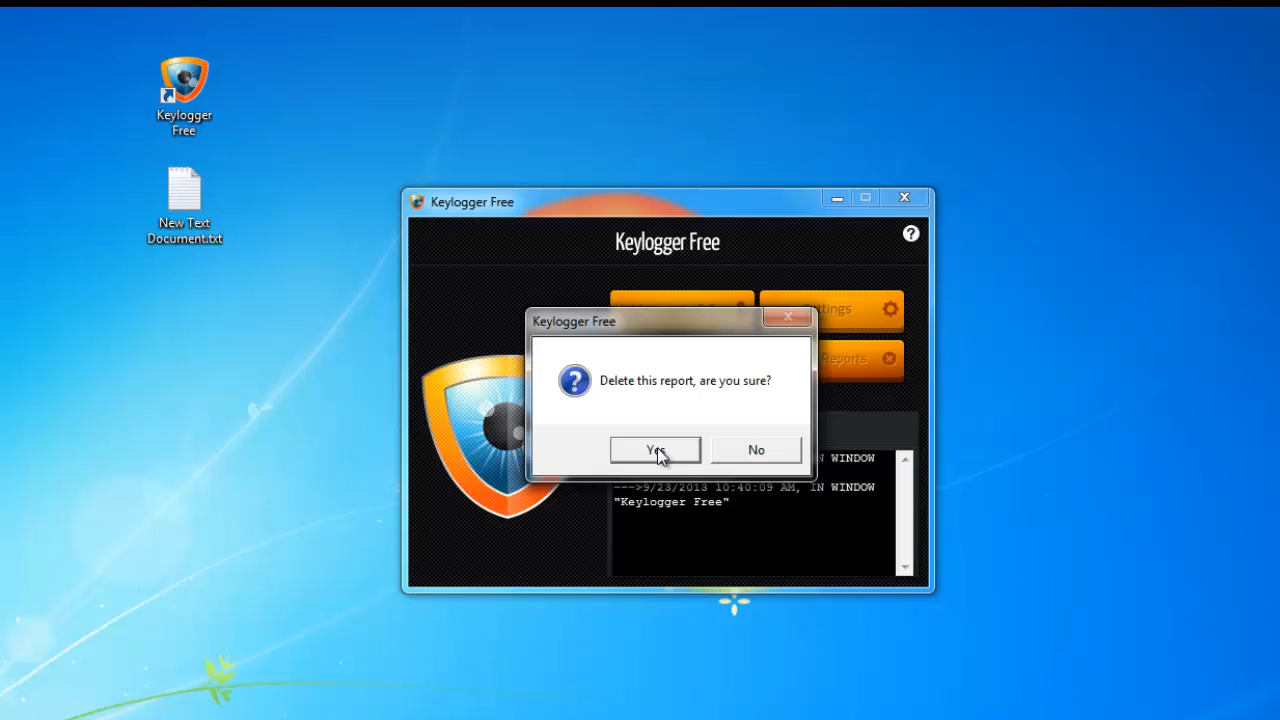 Keylogger
Free
New Text
Document.txt
Keylogger Free
Keylogger Free
?
Keylogger Free
Delete this report, are you sure?
No
Reports
IN WINDOW
--->9/23/2013 10:40:09 AM, IN WINDOW
"Keylogger Free"